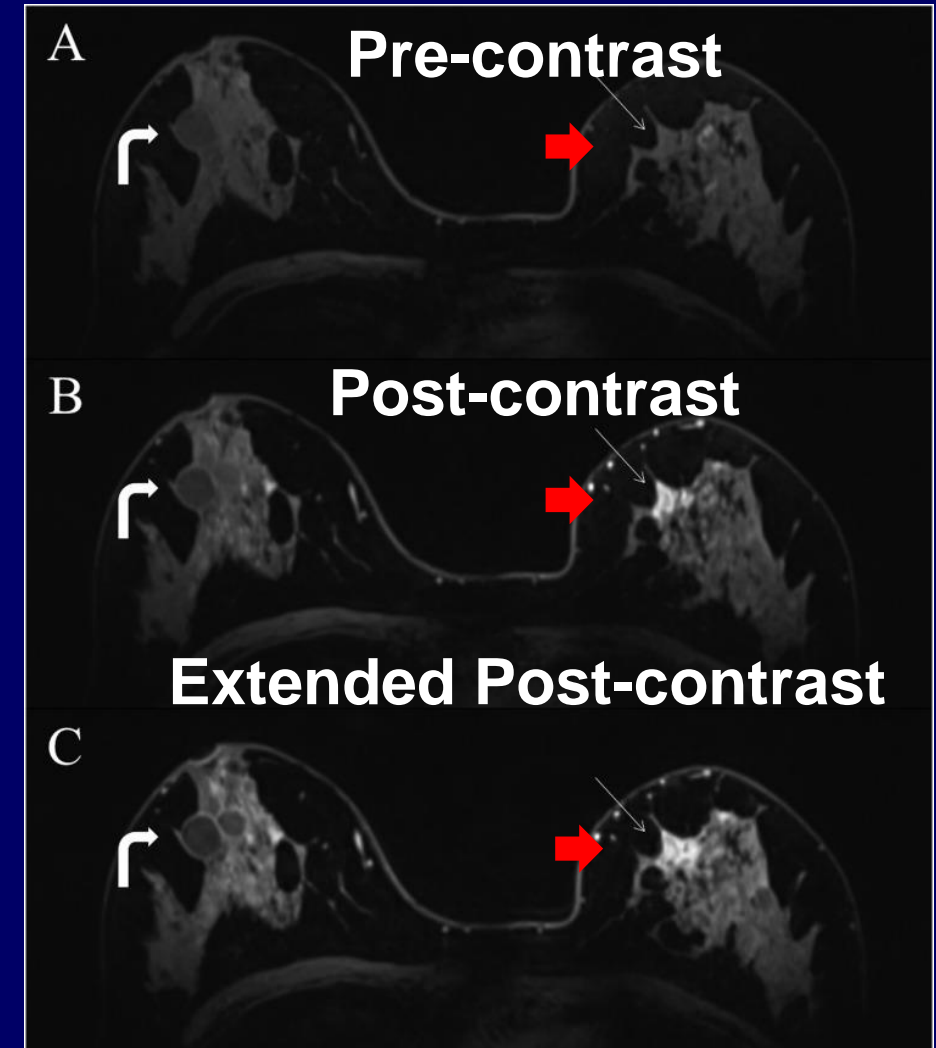 A
Pre-contrast
B
Post-contrast
Extended Post-contrast
C